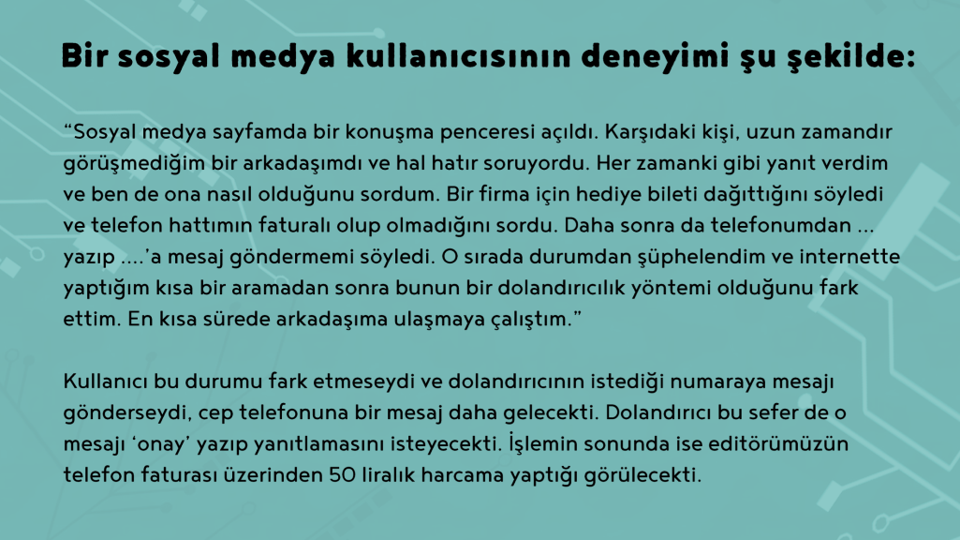 Bir sosyal medya kullanıcısının deneyimi şu şekilde:
“Sosyal medya sayfamda bir konuşma penceresi açıldı. Karşıdaki kişi, uzun zamandır
görüşmediğim bir arkadaşımdı ve hal hatır soruyordu. Her zamanki gibi yanıt verdim
ve ben de ona nasıl olduğunu sordum. Bir firma için hediye bileti dağıttığını söyledi
ve telefon hattımın faturalı olup olmadığını sordu. Daha sonra da telefonumdan ...
yazıp ....’a mesaj göndermemi söyledi. O sırada durumdan şüphelendim ve internette
yaptığım kısa bir aramadan sonra bunun bir dolandırıcılık yöntemi olduğunu fark
ettim. En kısa sürede arkadaşıma ulaşmaya çalıştım.”
Kullanıcı bu durumu fark etmeseydi ve dolandırıcının istediği numaraya mesajı
gönderseydi, cep telefonuna bir mesaj daha gelecekti. Dolandırıcı bu sefer de o
mesajı ‘onay’ yazıp yanıtlamasını isteyecekti. İşlemin sonunda ise editörümüzün
telefon faturası üzerinden 50 liralık harcama yaptığı görülecekti.